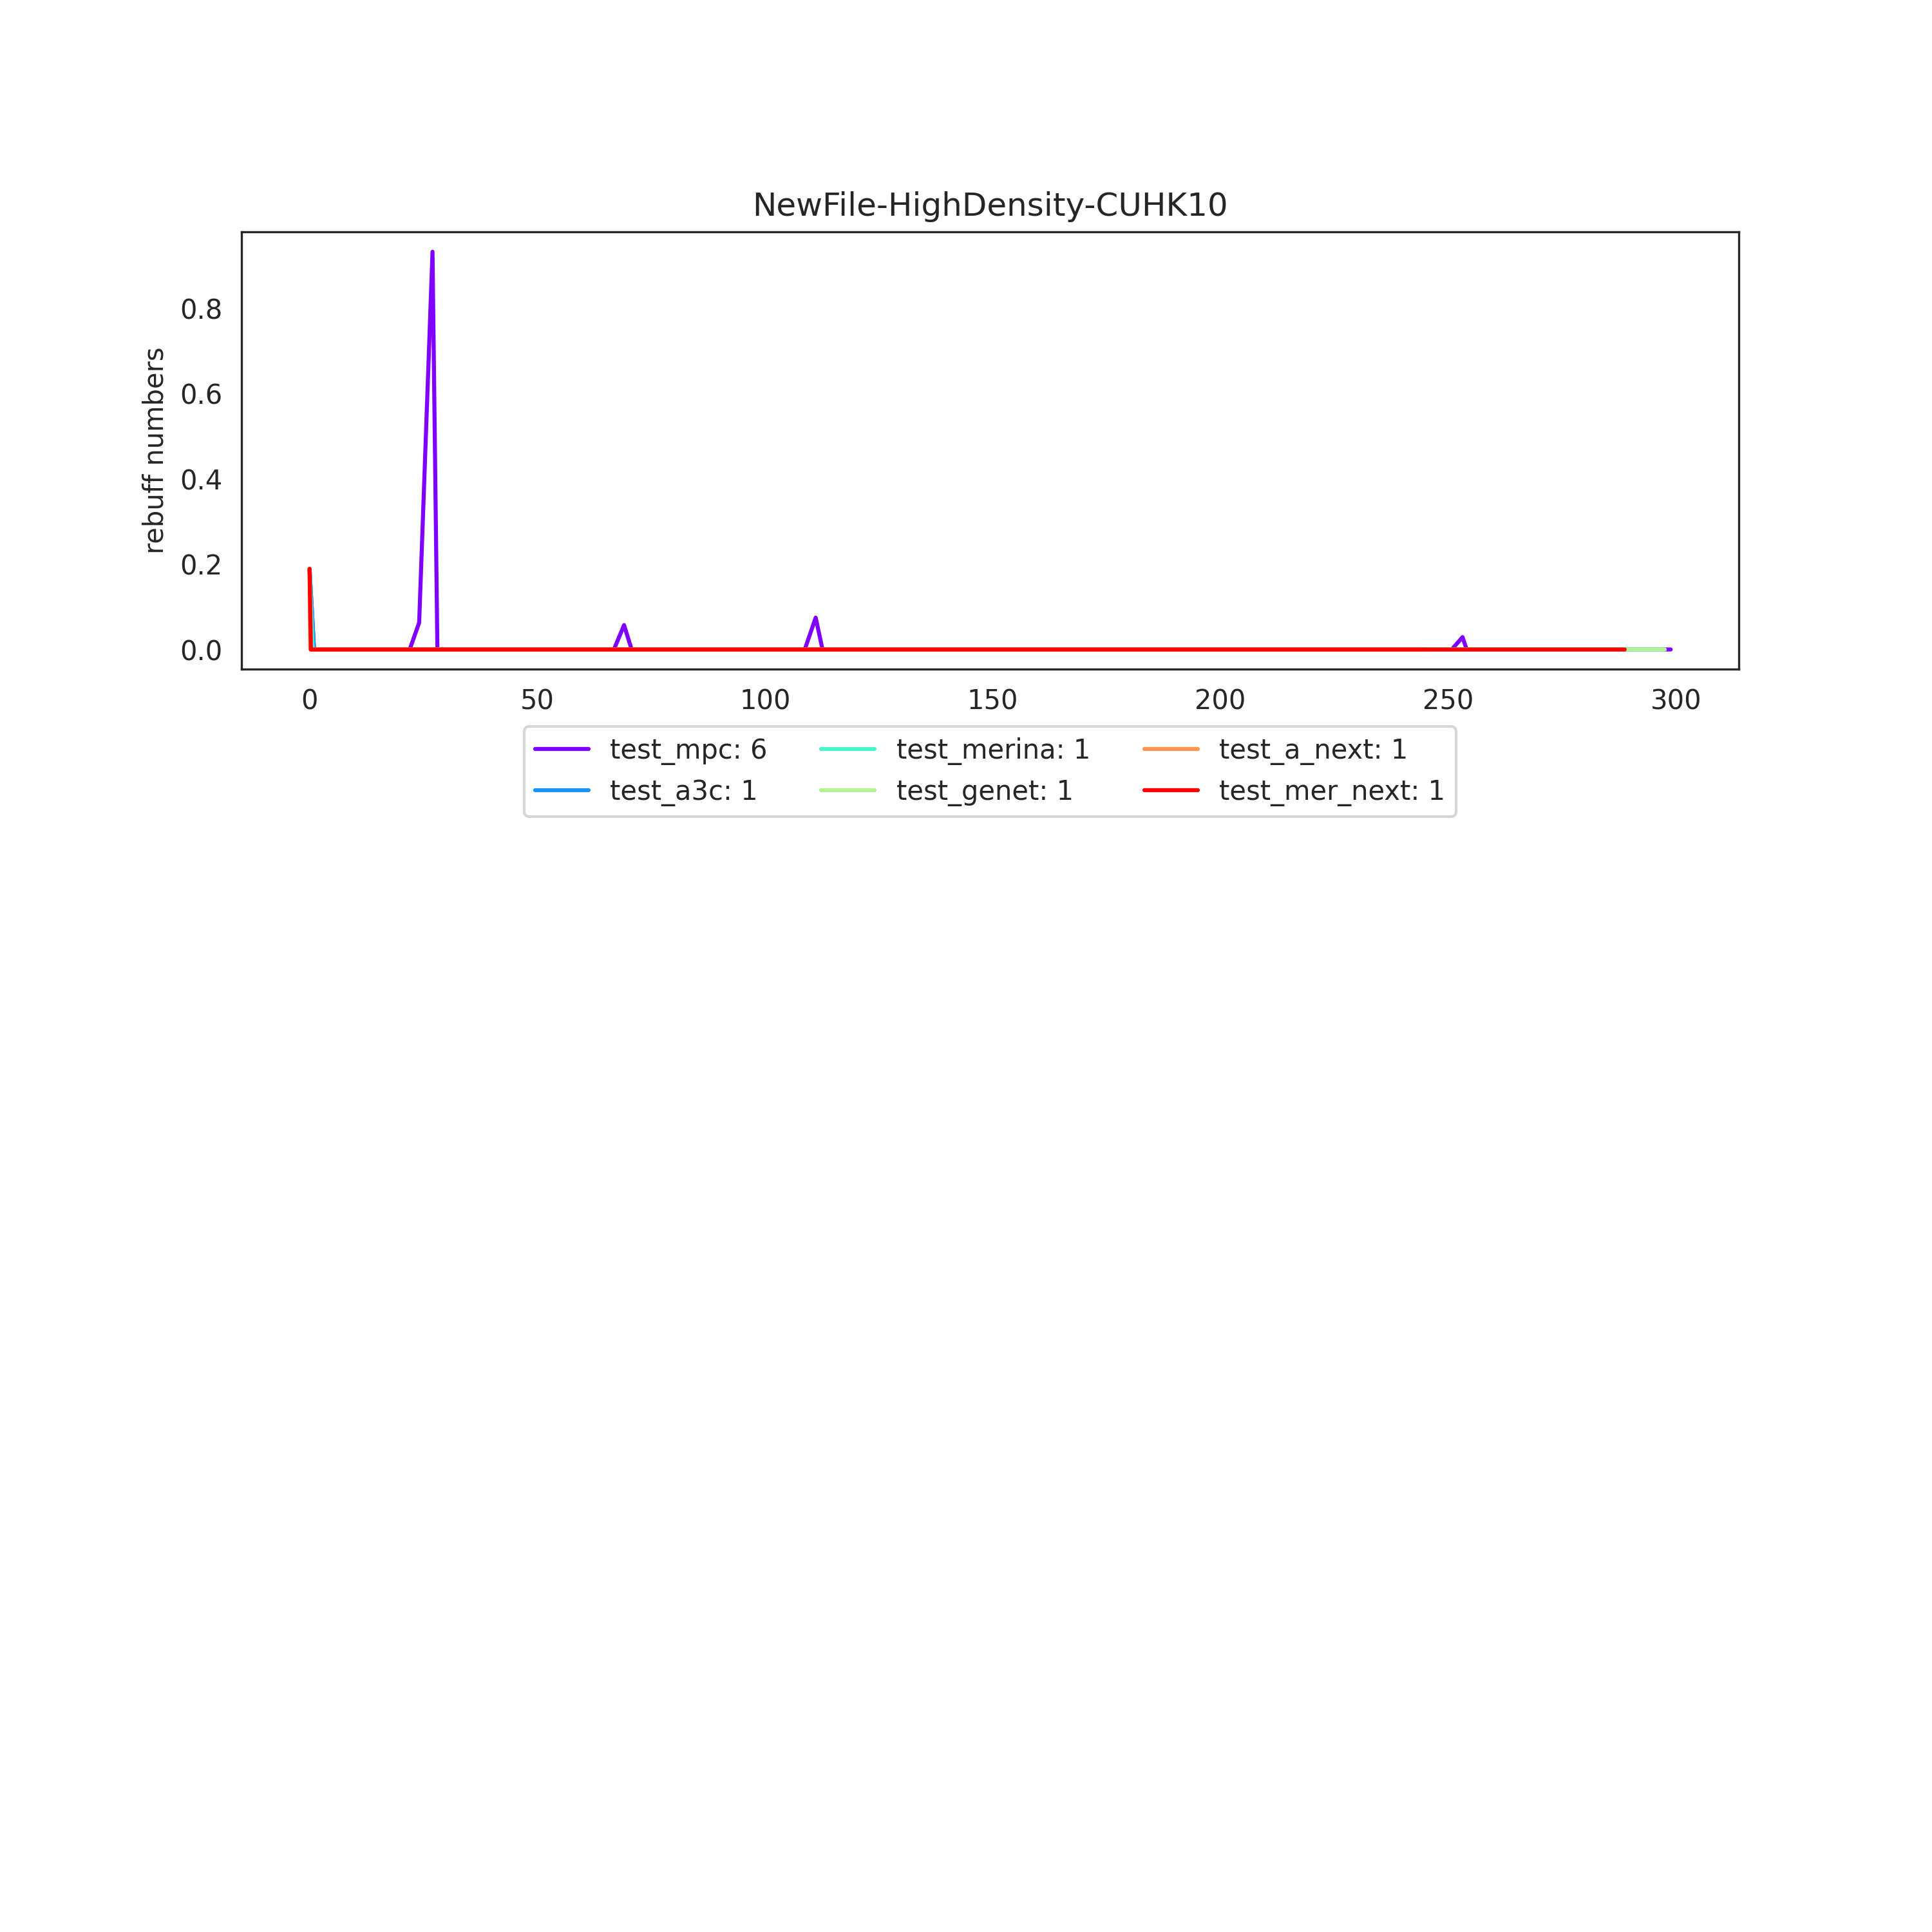 NewFile-HighDensity-CUHK10
rebuff numbers
0.8
0.6
0.4
0.2
0.0
0 50 100 150 200 250 300
test_mpc: 6 test_merina: 1 test_a_next: 1
test_a3c: 1 test_genet: 1 test_mer_next: 1